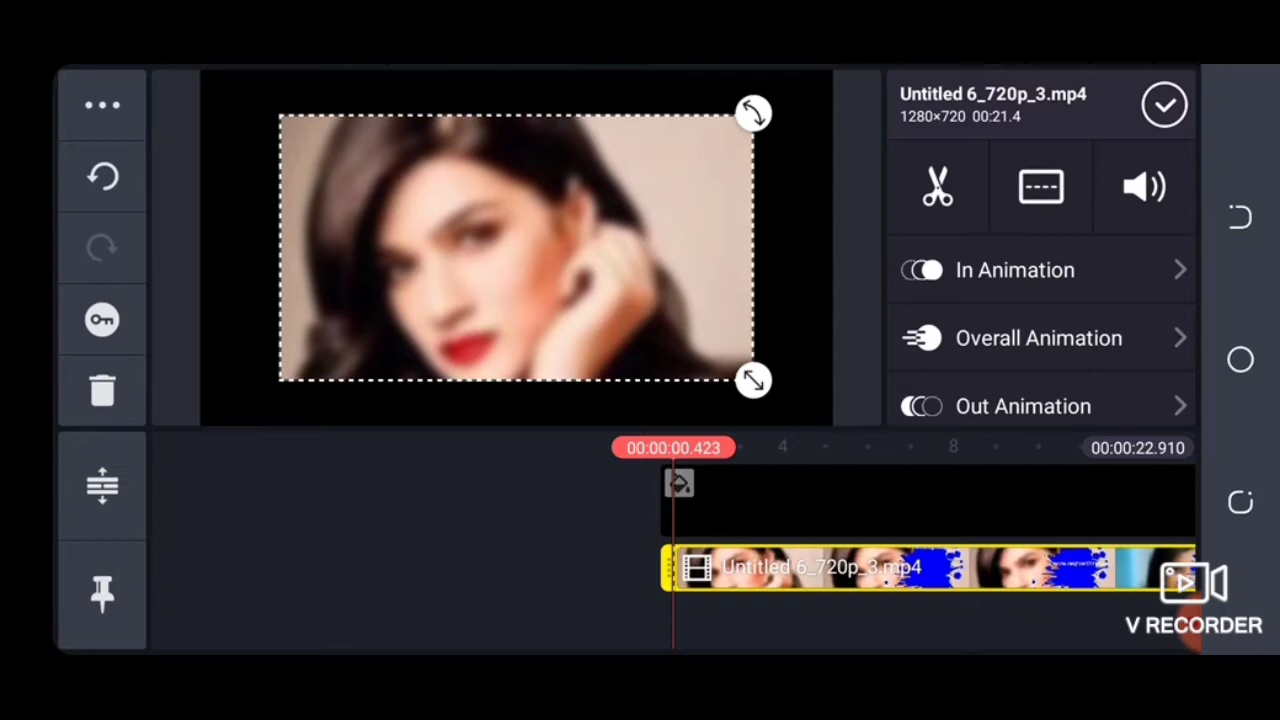 Untitled 6_720p_3.mp4
1280×720 00:21.4
In Animation
Overall Animation
Out Animation
00:00:00.423
4
8
00:00:22.910
Untitled 6_720p_3.mp4
V RECORDER